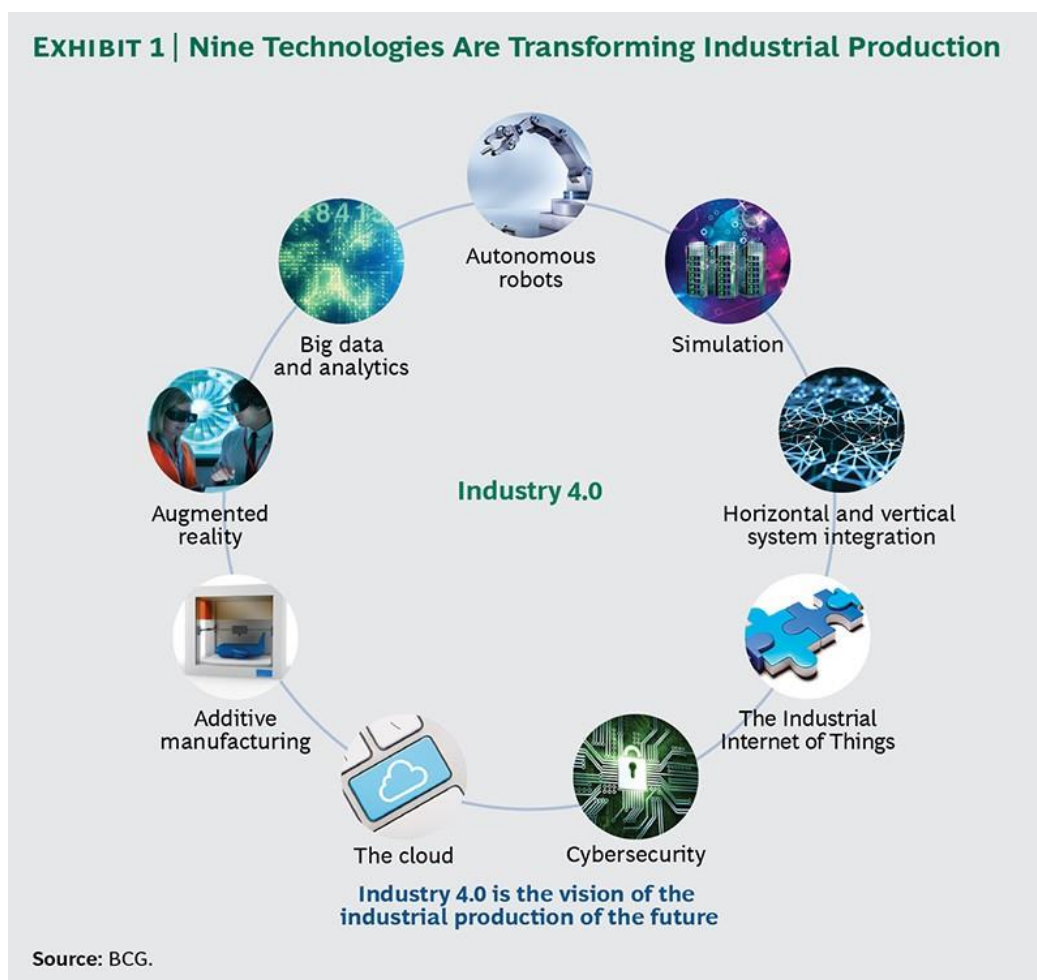 EXHIBIT 1 | Nine Technologies Are Transforming Industrial Production
48415
Autonomous
robots
Big data
and analytics
Simulation
Augmented
reality
Industry 4.0
Horizontal and vertical
system integration
Additive
manufacturing
The Industrial
Internet of Things
The cloud
Cybersecurity
Industry 4.0 is the vision of the
industrial production of the future
Source: BCG.